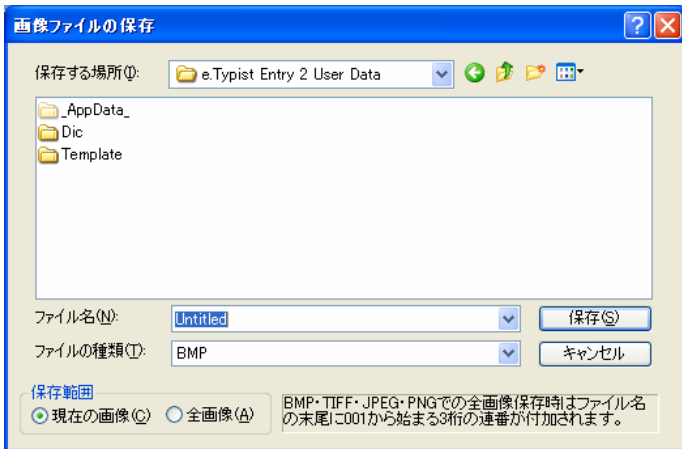 画像ファイルの保存
保存する場所(I):
e.Typist Entry 2 User Data
_AppData_
Dic
Template
ファイル名(N):
Untitled
保存(S)
ファイルの種類(T):
BMP
キャンセル
保存範囲
現在の画像(C)
全画像(A)
BMP・TIFF・JPEG・PNGでの全画像保存時はファイル名
の末尾に001から始まる3桁の連番が付加されます。